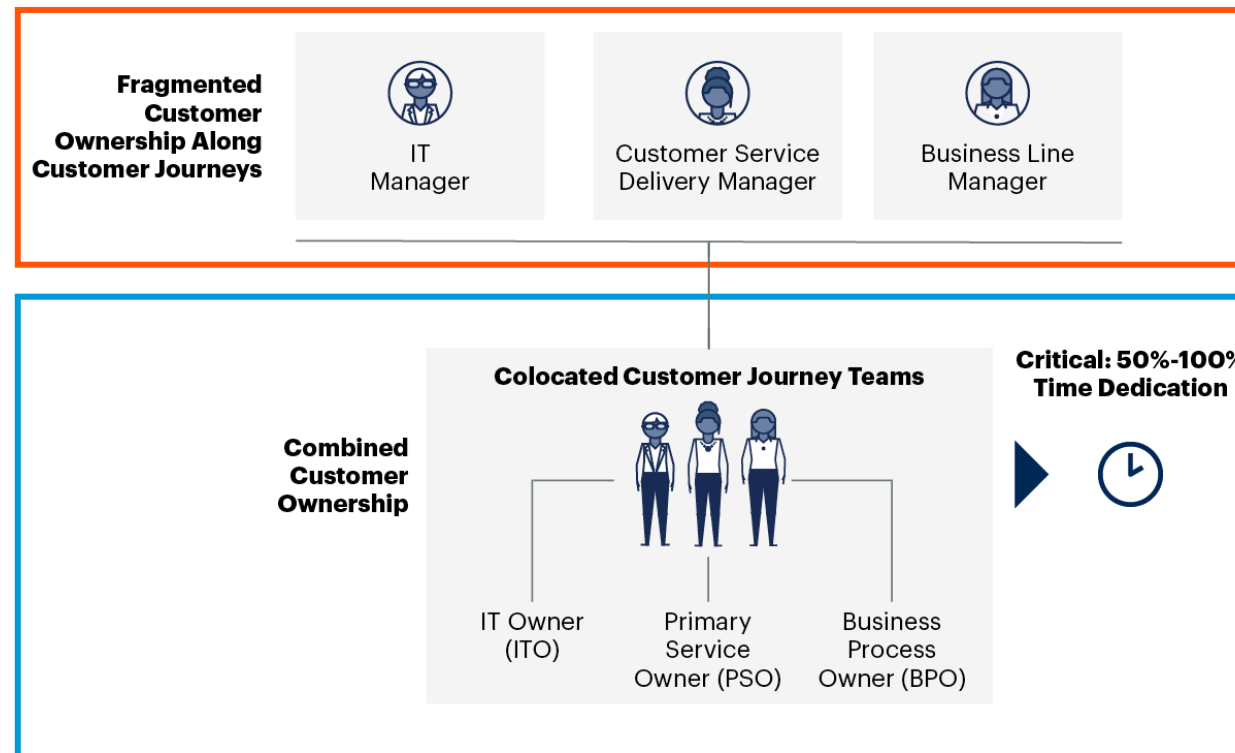 Fragmented
Customer
Ownership Along
Customer Journeys
IT
Manager
Customer Service
Delivery Manager
Business Line
Manager
Colocated Customer Journey Teams
Critical: 50%-100%
Time Dedication
Combined
Customer
Ownership
IT Owner
(ITO)
Primary
Service
Owner (PSO)
Business
Process
Owner (BPO)